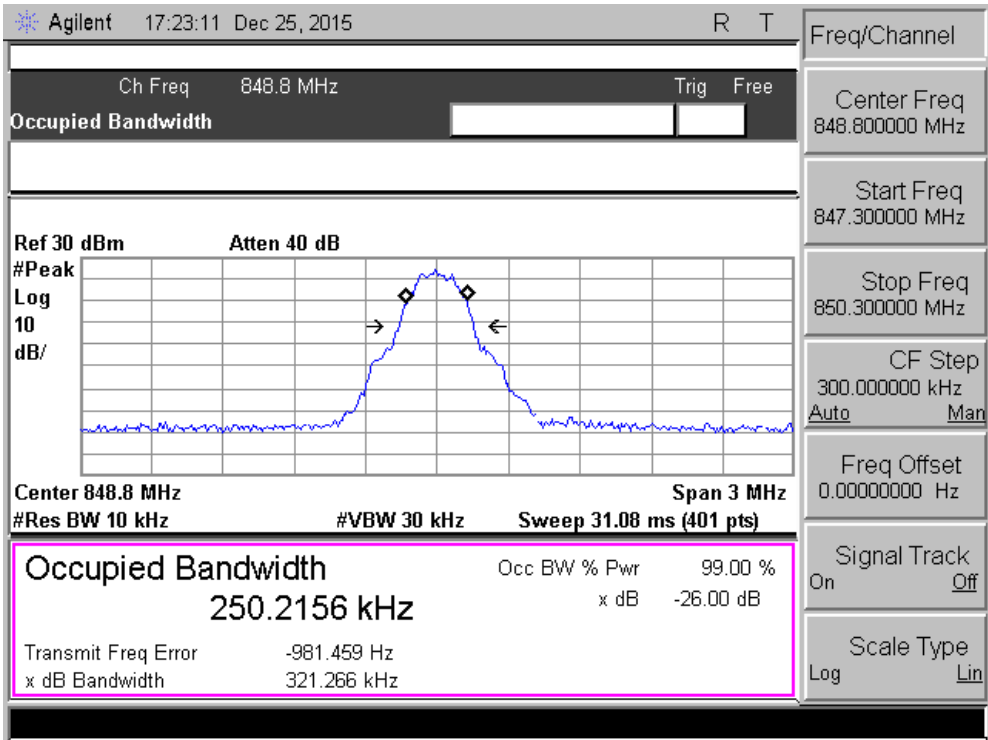 Agilent 17:23:11 Dec 25, 2015 R T
Freq/Channel
Ch Freq 848.8 MHz Trig Free
Occupied Bandwidth
Center Freq
848.800000 MHz
Start Freq
847.300000 MHz
Stop Freq
850.300000 MHz
CF Step
300.000000 kHz
Auto Man
Freq Offset
0.00000000 Hz
Signal Track
On Off
Scale Type
Log Lin
Ref 30 dBm Atten 40 dB
#Peak
Log
10
dB/
Center 848.8 MHz Span 3 MHz
#Res BW 10 kHz #VBW 30 kHz Sweep 31.08 ms (401 pts)
Occupied Bandwidth Occ BW % Pwr 99.00 %
250.2156 kHz x dB -26.00 dB
Transmit Freq Error -981.459 Hz
x dB Bandwidth 321.266 kHz